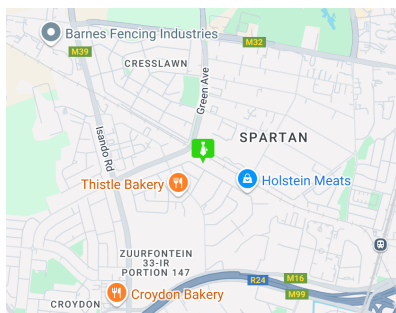 Barnes Fencing Industries
M32
M39
CRESSLAWN
Green Ave
Isando Rd
SPARTAN
Thistle Bakery
Holstein Meats
ZUURFONTEIN
33-IR
PORTION 147
R24
M16
M99
Croydon Bakery
CROYDON